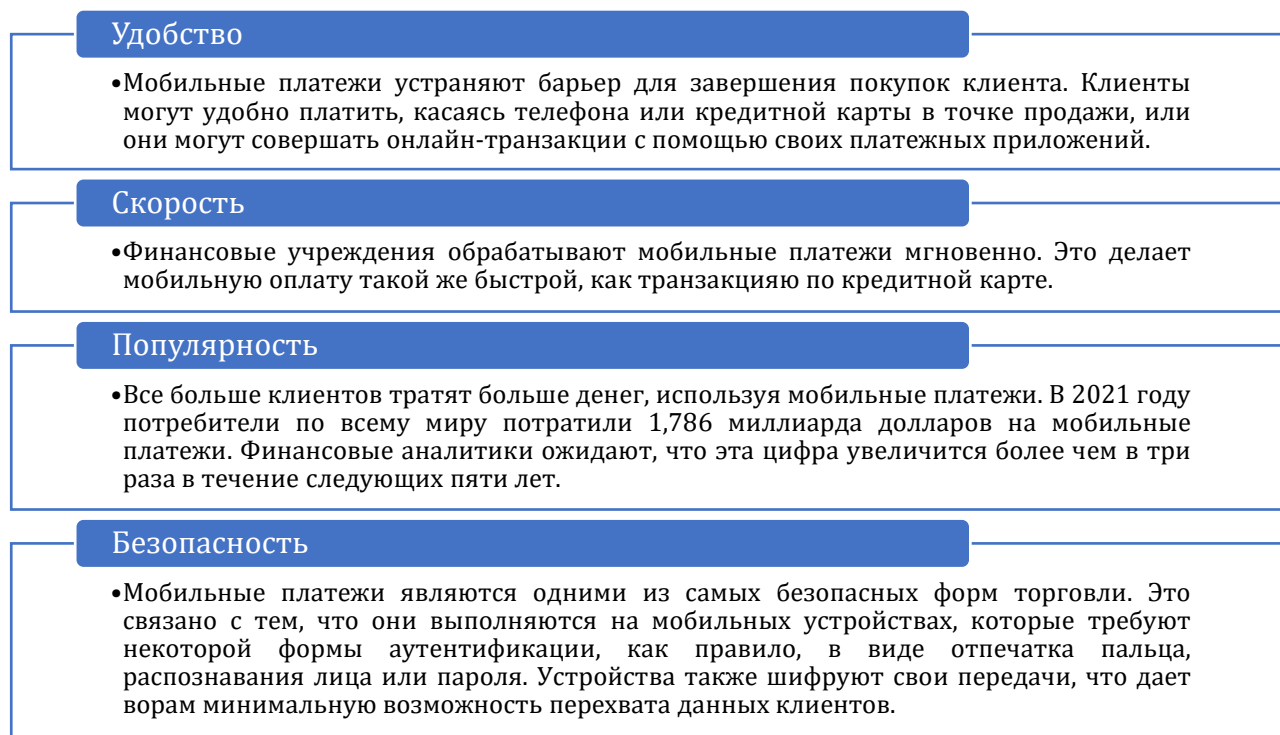 Удобство
•Мобильные платежи устраняют барьер для завершения покупок клиента. Клиенты
могут удобно платить, касаясь телефона или кредитной карты в точке продажи, или
они могут совершать онлайн-транзакции с помощью своих платежных приложений.
Скорость
•Финансовые учреждения обрабатывают мобильные платежи мгновенно. Это делает
мобильную оплату такой же быстрой, как транзакцияю по кредитной карте.
Популярность
•Все больше клиентов тратят больше денег, используя мобильные платежи. В 2021 году
потребители по всему миру потратили 1,786 миллиарда долларов на мобильные
платежи. Финансовые аналитики ожидают, что эта цифра увеличится более чем в три
раза в течение следующих пяти лет.
Безопасность
•Мобильные платежи являются одними из самых безопасных форм торговли. Это
связано с тем, что они выполняются на мобильных устройствах, которые требуют
некоторой формы аутентификации, как правило, в виде отпечатка пальца,
распознавания лица или пароля. Устройства также шифруют свои передачи, что дает
ворам минимальную возможность перехвата данных клиентов.